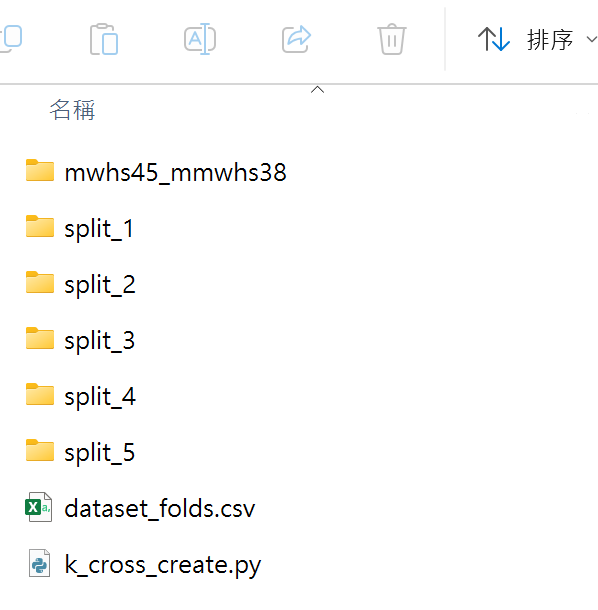 排序
名稱
mwhs45_mmwhs38
split_1
split_2
split_3
split_4
split_5
dataset_folds.csv
k_cross_create.py